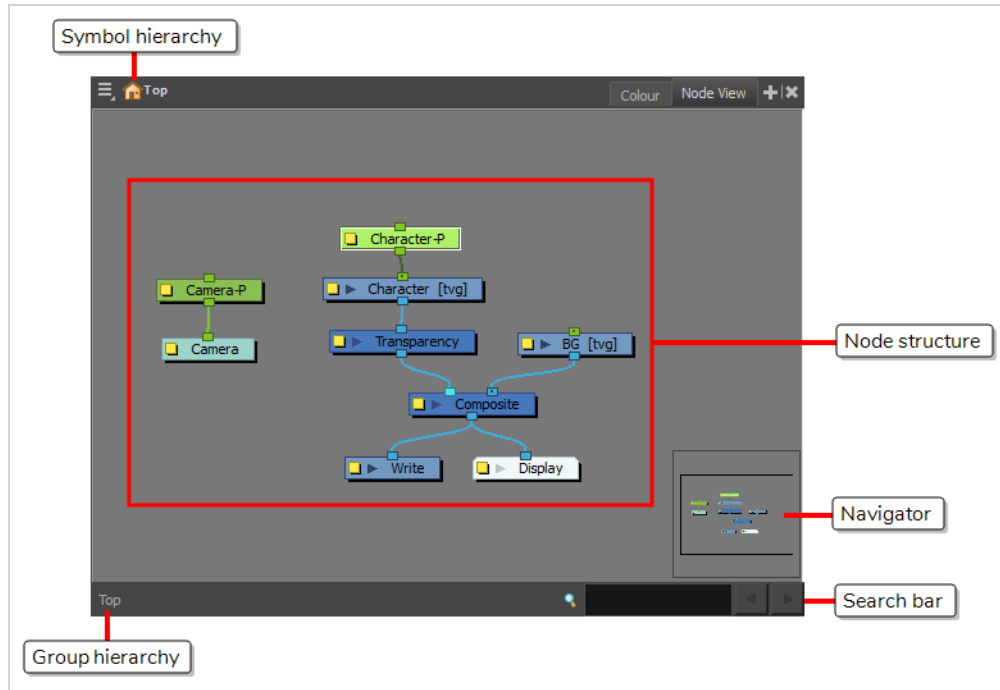 Symbol hierarchy
Top
Colour
Node View
Character-P
Camera-P
Character [tvg]
Camera
Transparency
BG [tvg]
Node structure
Composite
Write
Display
Navigator
Top
Search bar
Group hierarchy